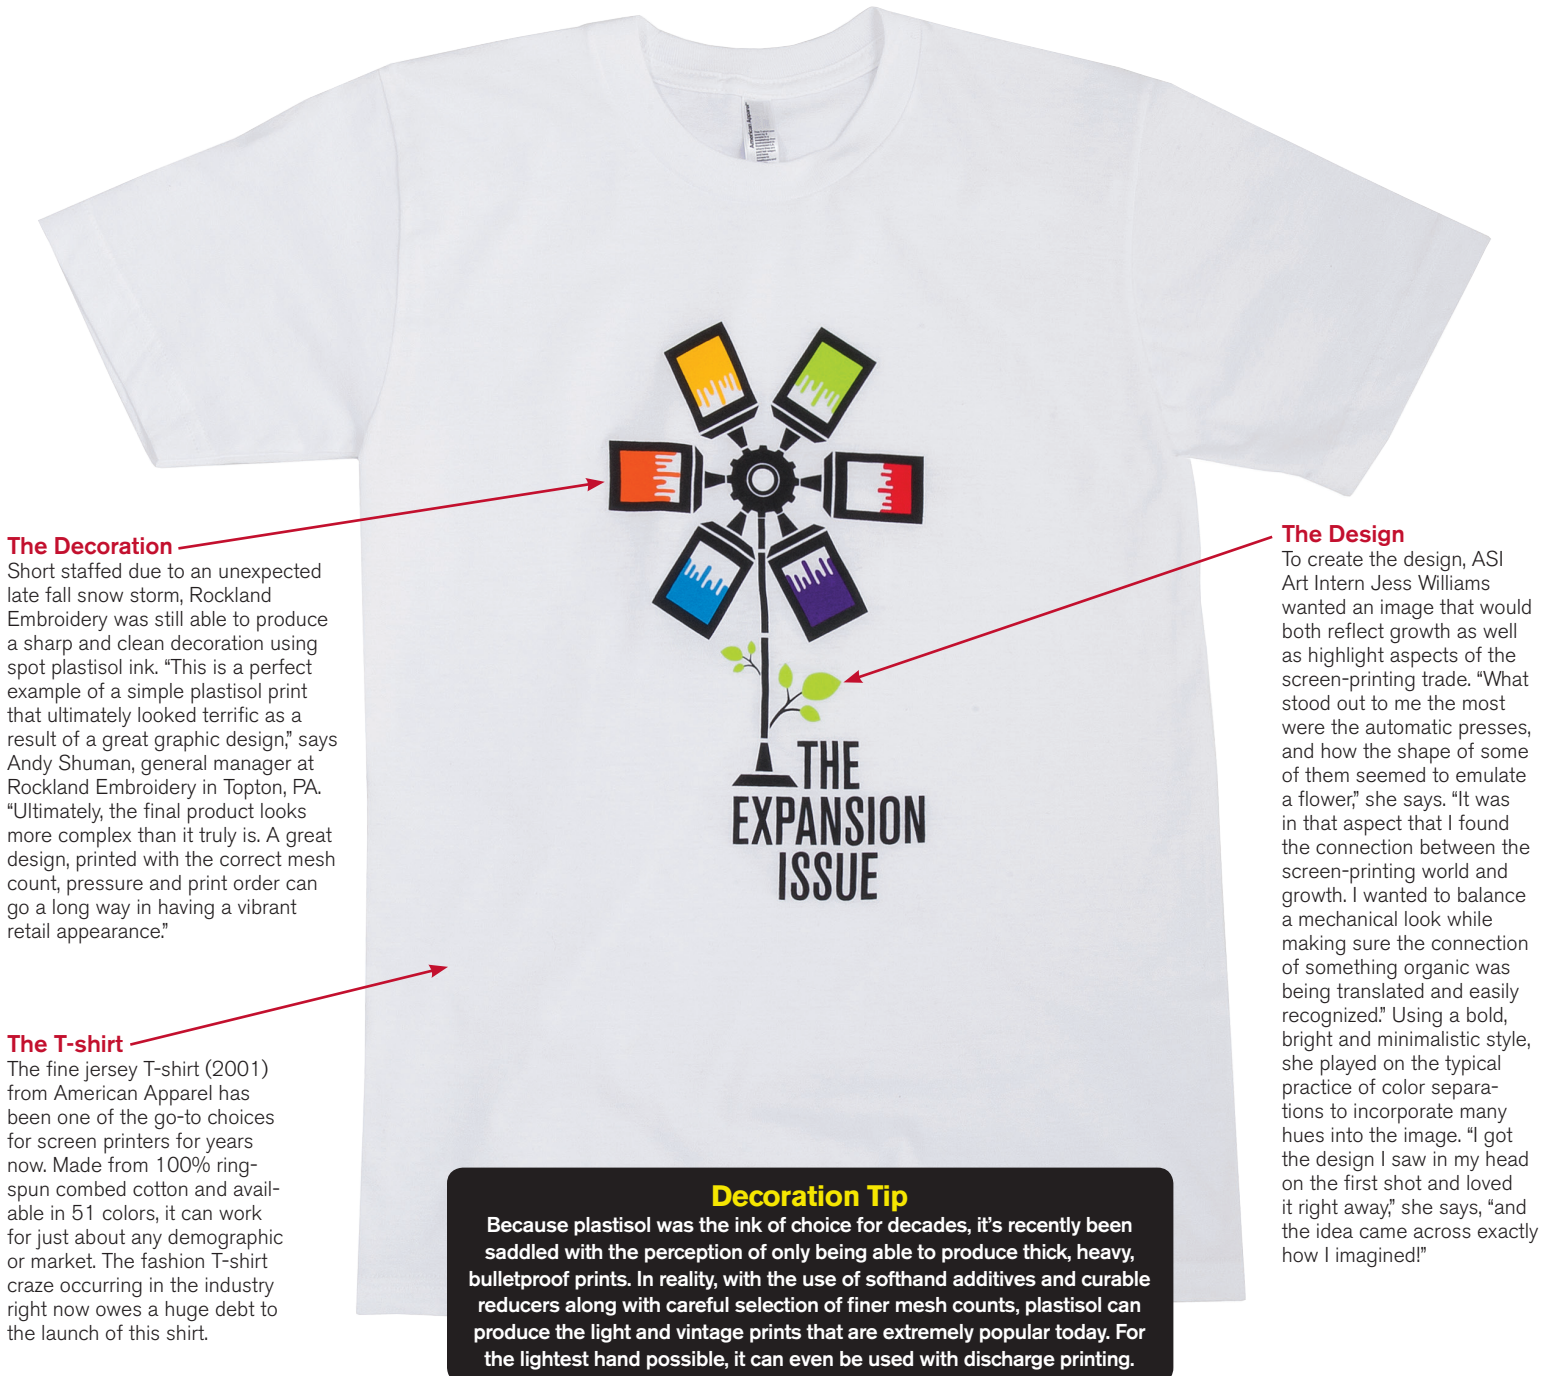 American Apparel
The Decoration
Short staffed due to an unexpected
late fall snow storm, Rockland
Embroidery was still able to produce
a sharp and clean decoration using
spot plastisol ink. “This is a perfect
example of a simple plastisol print
that ultimately looked terrific as a
result of a great graphic design,” says
Andy Shuman, general manager at
Rockland Embroidery in Topton, PA.
“Ultimately, the final product looks
more complex than it truly is. A great
design, printed with the correct mesh
count, pressure and print order can
go a long way in having a vibrant
retail appearance.”
The T-shirt
The fine jersey T-shirt (2001)
from American Apparel has
been one of the go-to choices
for screen printers for years
now. Made from 100% ring-
spun combed cotton and avail-
able in 51 colors, it can work
for just about any demographic
or market. The fashion T-shirt
craze occurring in the industry
right now owes a huge debt to
the launch of this shirt.
THE
EXPANSION
ISSUE
The Design
To create the design, ASI
Art Intern Jess Williams
wanted an image that would
both reflect growth as well
as highlight aspects of the
screen-printing trade. “What
stood out to me the most
were the automatic presses,
and how the shape of some
of them seemed to emulate
a flower,” she says. “It was
in that aspect that I found
the connection between the
screen-printing world and
growth. I wanted to balance
a mechanical look while
making sure the connection
of something organic was
being translated and easily
recognized.” Using a bold,
bright and minimalistic style,
she played on the typical
practice of color separa-
tions to incorporate many
hues into the image. “I got
the design I saw in my head
on the first shot and loved
it right away,” she says, “and
the idea came across exactly
how I imagined!”
Decoration Tip
Because plastisol was the ink of choice for decades, it’s recently been
saddled with the perception of only being able to produce thick, heavy,
bulletproof prints. In reality, with the use of softhand additives and curable
reducers along with careful selection of finer mesh counts, plastisol can
produce the light and vintage prints that are extremely popular today. For
the lightest hand possible, it can even be used with discharge printing.